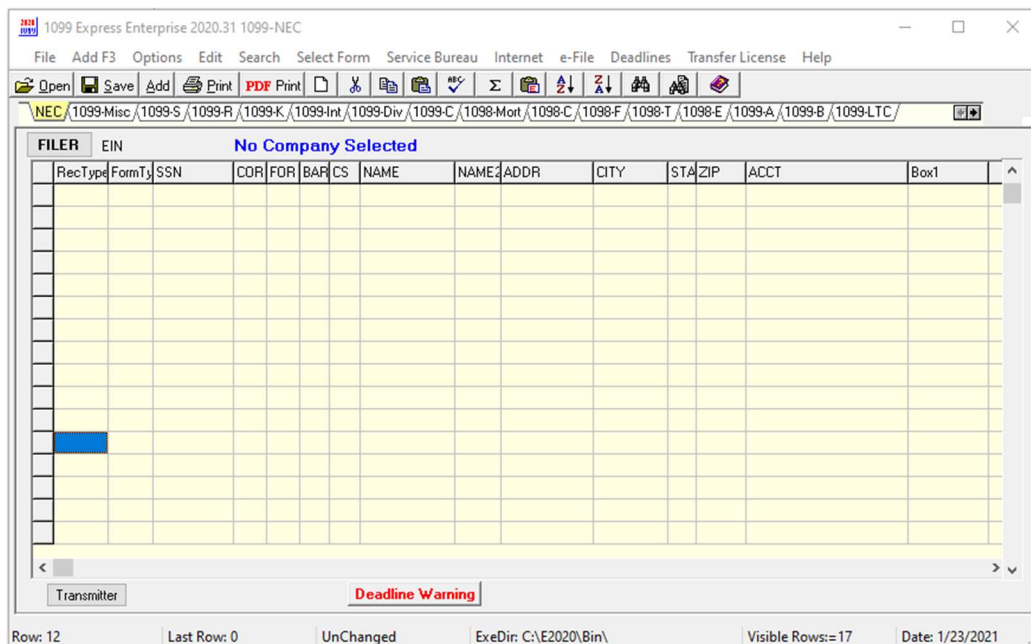 2020 1099 1099 Express Enterprise 2020.31 1099-NEC
File Add F3 Options Edit Search Select Form Service Bureau Internet e-File Deadlines Transfer License Help
Open Save Add Print PDF Print ABC Σ A Z Z A
NEC 1099-Misc 1099-S 1099-R 1099-K 1099-Int 1099-Div 1099-C 1098-Mort 1098-C 1098-F 1098-T 1098-E 1099-A 1099-B 1099-LTC
FILER EIN No Company Selected
RecType FormTy SSN COR FOR BAR CS NAME NAME2 ADDR CITY STA ZIP ACCT Box1
Transmitter Deadline Warning
Row: 12 Last Row: 0 UnChanged ExeDir: C:\E2020\Bin\ Visible Rows:=17 Date: 1/23/2021